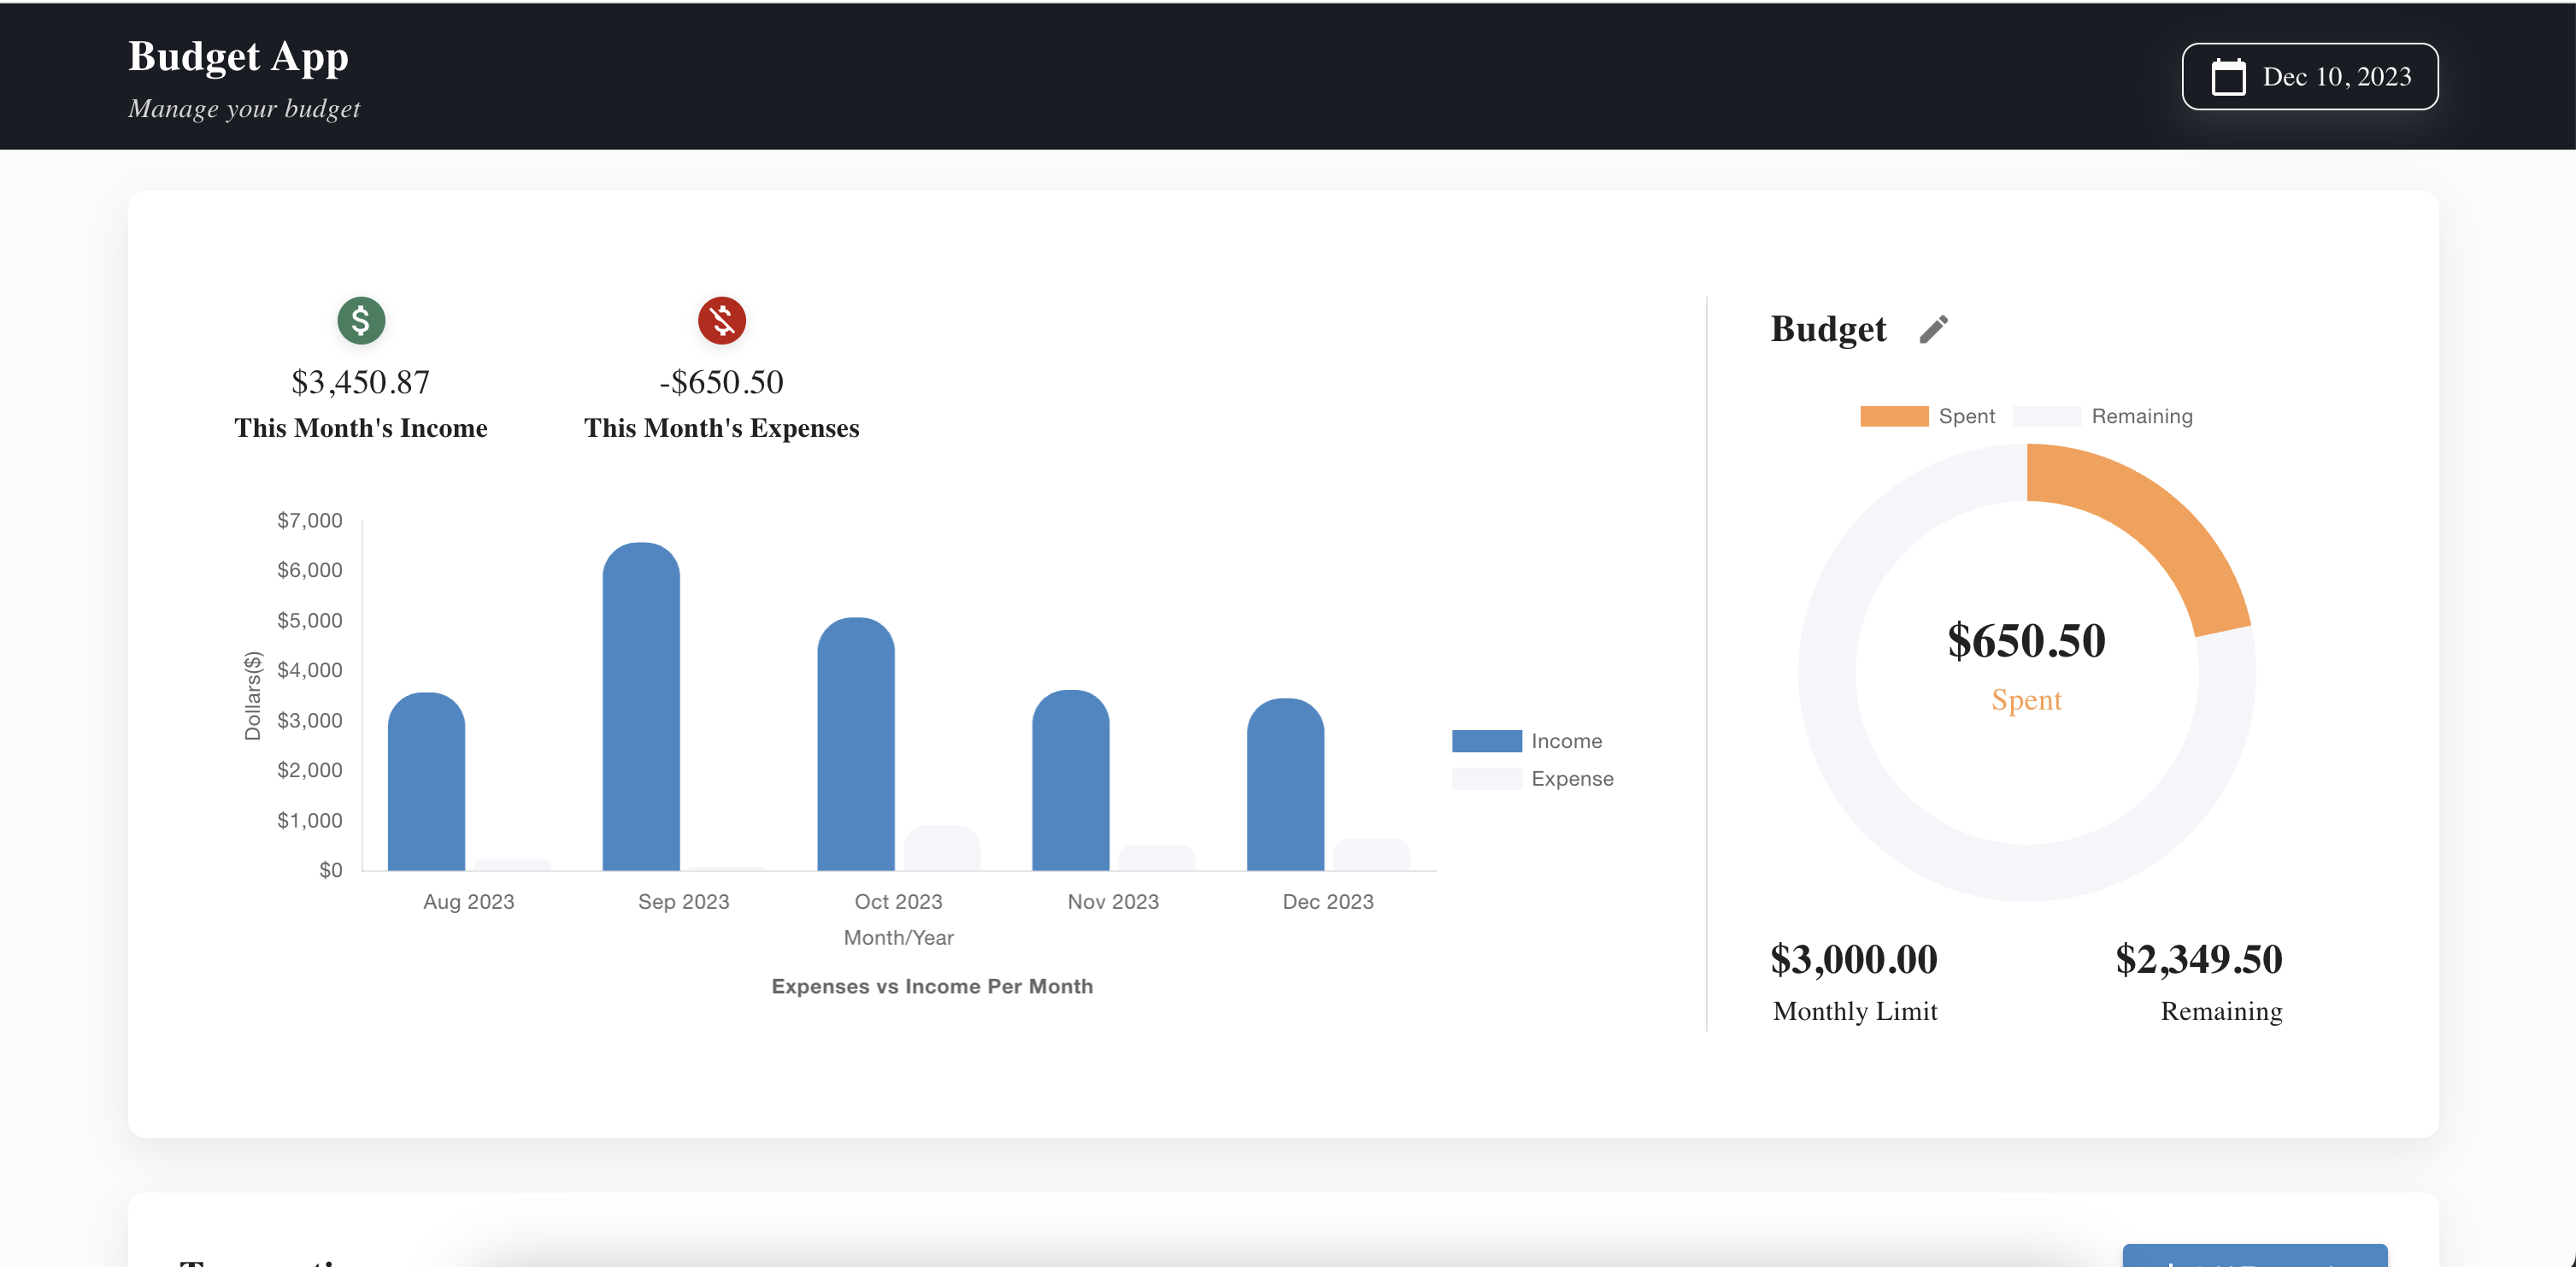 Budget App
Manage your budget
Dec 10, 2023
$3,450.87
This Month's Income
-$650.50
This Month's Expenses
$7,000
$6,000
$5,000
$4,000
$3,000
$2,000
$1,000
$0
Dollars($)
Aug 2023
Sep 2023
Oct 2023
Nov 2023
Dec 2023
Month/Year
Expenses vs Income Per Month
Income
Expense
Budget
Spent
Remaining
$650.50
Spent
$3,000.00
Monthly Limit
$2,349.50
Remaining